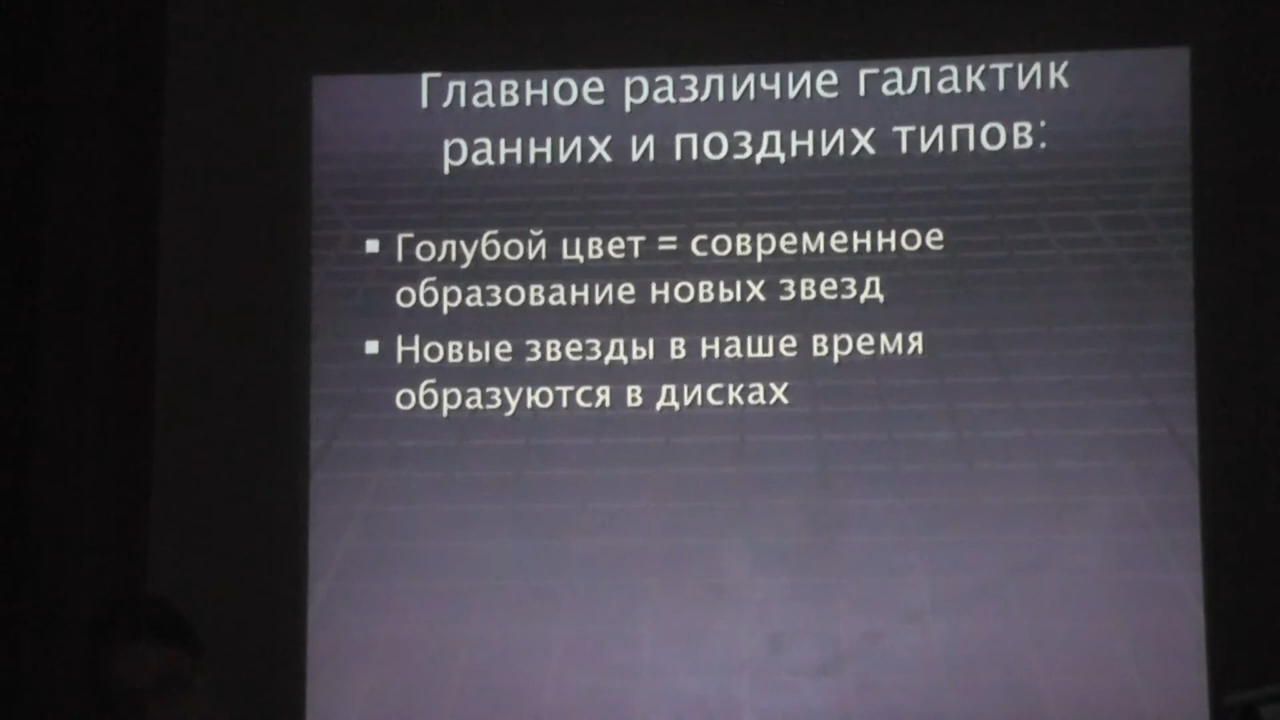 Главное различие галактик
ранних и поздних типов:
▪ Голубой цвет = современное
образование новых звезд
▪ Новые звезды в наше время
образуются в дисках